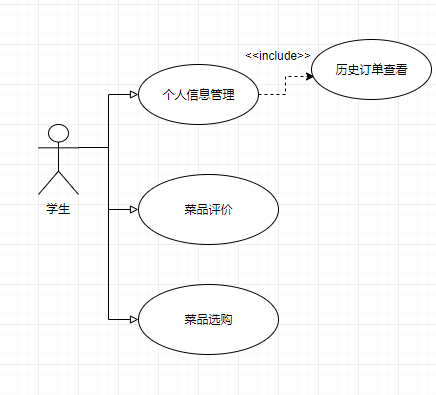 <<include>>
历史订单查看
个人信息管理
学生
菜品评价
菜品选购